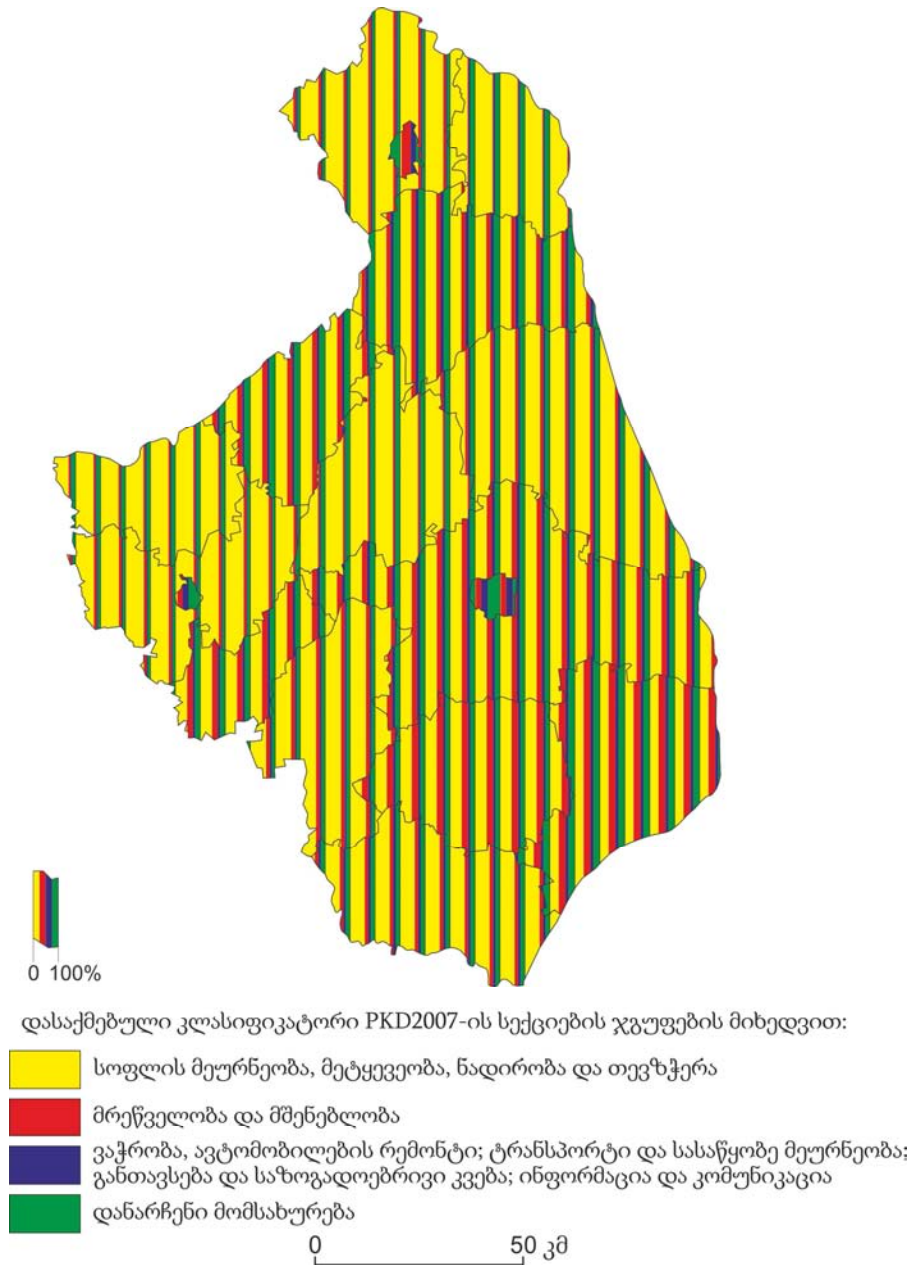 0 100%
დასაქმებული კლასიფიკატორი PKD2007-ის სექციების ჯგუფების მიხედვით:
სოფლის მეურნეობა, მეტყევეობა, ნადირობა და თევზჭერა
მრეწველობა და მშენებლობა
ვაჭრობა, ავტომობილების რემონტი; ტრანსპორტი და სასაწყობე მეურნეობა;
განთავსება და საზოგადოებრივი კვება; ინფორმაცია და კომუნიკაცია
დანარჩენი მომსახურება
0 50 კმ